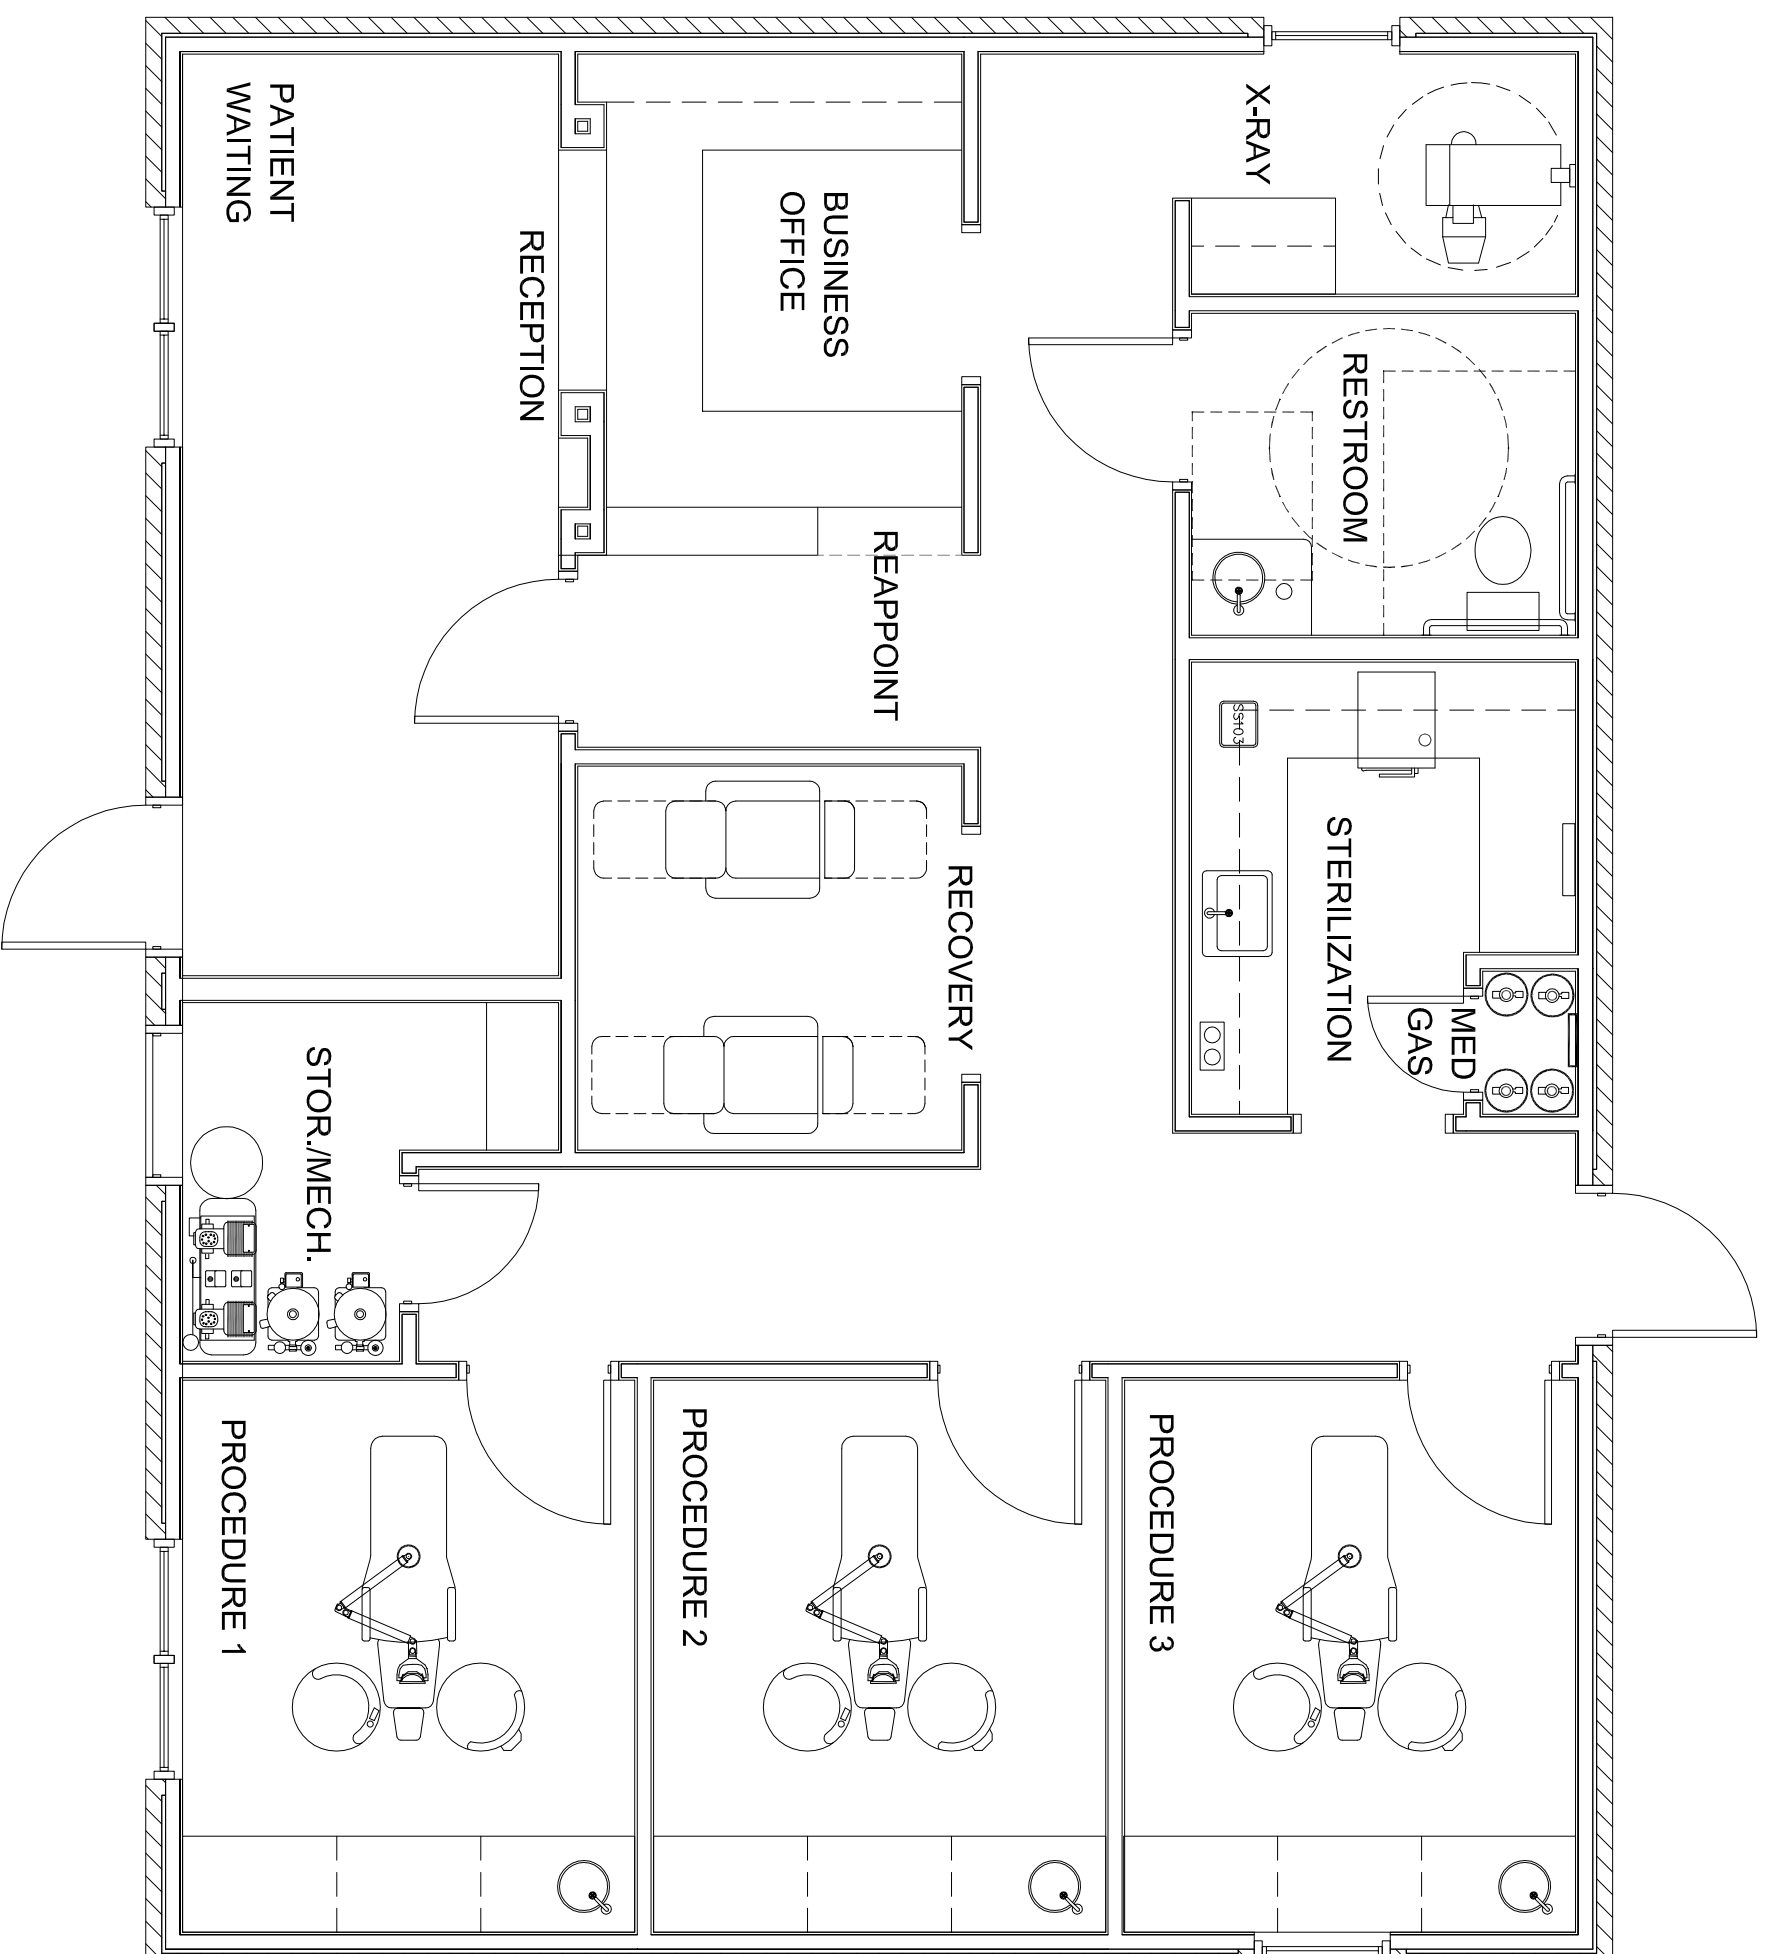 PATIENT
WAITING
RECEPTION
BUSINESS
OFFICE
X-RAY
RESTROOM
REAPPOINT
SS103
STERILIZATION
RECOVERY
MED
GAS
STOR./MECH.
PROCEDURE 1
PROCEDURE 2
PROCEDURE 3